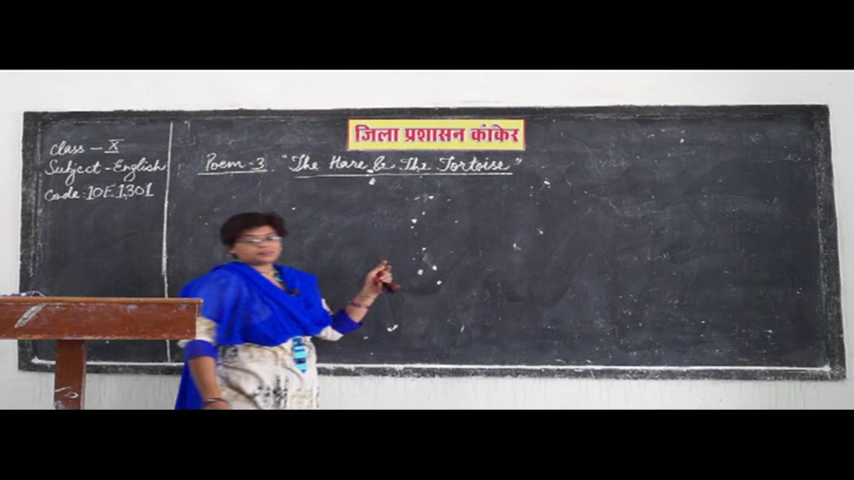 जिला प्रशासन कांकेर
Class - X
Subject - English
Code: 10E1301
Poem-3 "The Hare & The Tortoise"